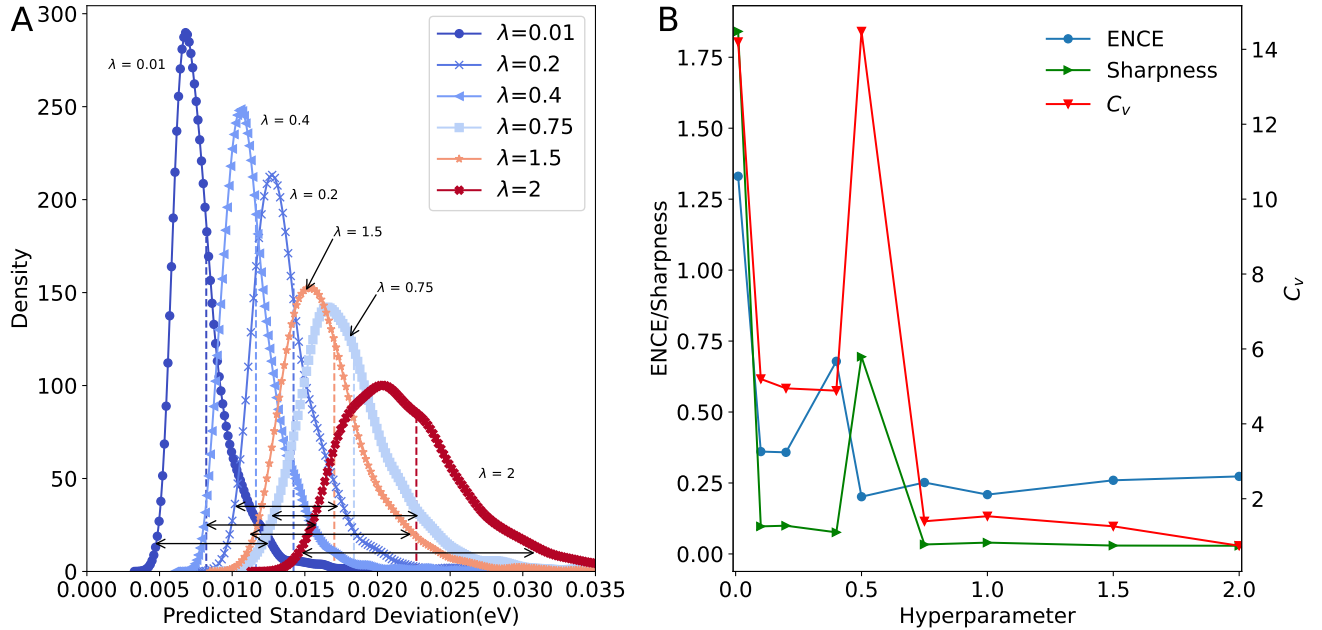 A
300
250
200
150
100
50
0
Density
0.000 0.005 0.010 0.015 0.020 0.025 0.030 0.035
Predicted Standard Deviation(eV)
λ = 0.01
λ = 0.4
λ = 0.2
λ = 1.5
λ = 0.75
λ = 2
λ=0.01
λ=0.2
λ=0.4
λ=0.75
λ=1.5
λ=2
B
1.75
1.50
1.25
1.00
0.75
0.50
0.25
0.00
ENCE/Sharpness
0.0 0.5 1.0 1.5 2.0
Hyperparameter
ENCE
Sharpness
Cv
14
12
10
8
6
4
2
Cv